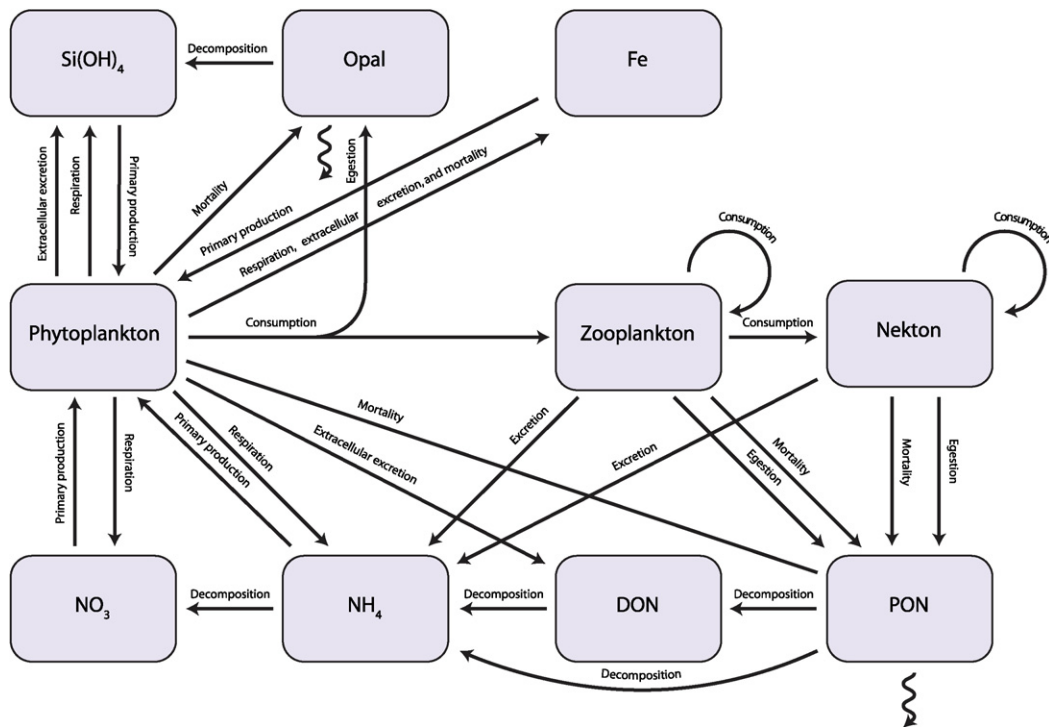 Si(OH)₄
Decomposition
Opal
Fe
Extracellular excretion
Respiration
Primary production
Mortality
Egestion
Primary production
Respiration, extracellular excretion, and mortality
Consumption
Consumption
Phytoplankton
Consumption
Zooplankton
Consumption
Nekton
Primary production
Respiration
Primary production
Respiration
Mortality
Extracellular excretion
Excretion
Excretion
Egestion
Mortality
Mortality
Egestion
NO₃
Decomposition
NH₄
Decomposition
DON
Decomposition
PON
Decomposition